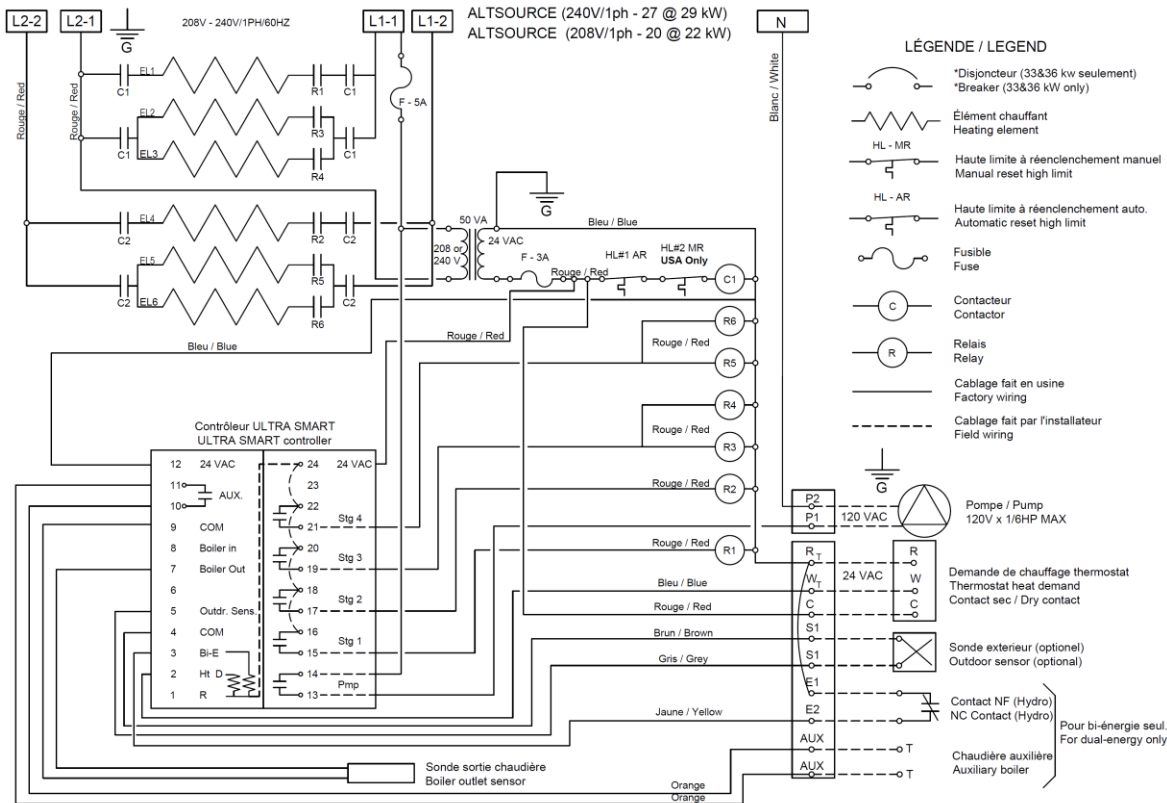 L2-2
L2-1
G
208V - 240V/1PH/60HZ
L1-1
L1-2
ALTSOURCE (240V/1ph - 27 @ 29 kW)
ALTSOURCE (208V/1ph - 20 @ 22 kW)
N
Rouge / Red
Rouge / Red
C1
EL1
R1
C1
EL2
R3
C1
EL3
R4
C1
F - 5A
C2
EL4
R2
C2
EL5
R5
C2
EL6
R6
C2
Blanc / White
G
50 VA
208 or
240 V
24 VAC
Bleu / Blue
F - 3A
Rouge / Red
HL#1 AR
HL#2 MR
USA Only
C1
Bleu / Blue
Rouge / Red
R6
Rouge / Red
R5
R4
Rouge / Red
R3
Rouge / Red
R2
Rouge / Red
R1
LÉGENDE / LEGEND
*Disjoncteur (33&36 kw seulement)
*Breaker (33&36 kW only)
Élément chauffant
Heating element
HL - MR
Haute limite à réenclenchement manuel
Manual reset high limit
HL - AR
Haute limite à réenclenchement auto.
Automatic reset high limit
Fusible
Fuse
C
Contacteur
Contactor
R
Relais
Relay
Cablage fait en usine
Factory wiring
Cablage fait par l'installateur
Field wiring
Contrôleur ULTRA SMART
ULTRA SMART controller
12 24 VAC
11
AUX.
10
9 COM
8 Boiler in
7 Boiler Out
6
5 Outdr. Sens.
4 COM
3 Bi-E
2 Ht D
1 R
24 24 VAC
23
22
Stg 4
21
20
Stg 3
19
18
Stg 2
17
16
Stg 1
15
14
Pmp
13
Sonde sortie chaudière
Boiler outlet sensor
Bleu / Blue
Rouge / Red
Brun / Brown
Gris / Grey
Jaune / Yellow
Orange
Orange
P2
P1
120 VAC
G
Pompe / Pump
120V x 1/6HP MAX
RT
WT
C
S1
S1
E1
E2
AUX
AUX
24 VAC
R
W
C
Demande de chauffage thermostat
Thermostat heat demand
Contact sec / Dry contact
Sonde exterieur (optionel)
Outdoor sensor (optional)
Contact NF (Hydro)
NC Contact (Hydro)
Pour bi-énergie seul.
For dual-energy only
T
Chaudière auxilière
Auxiliary boiler
T